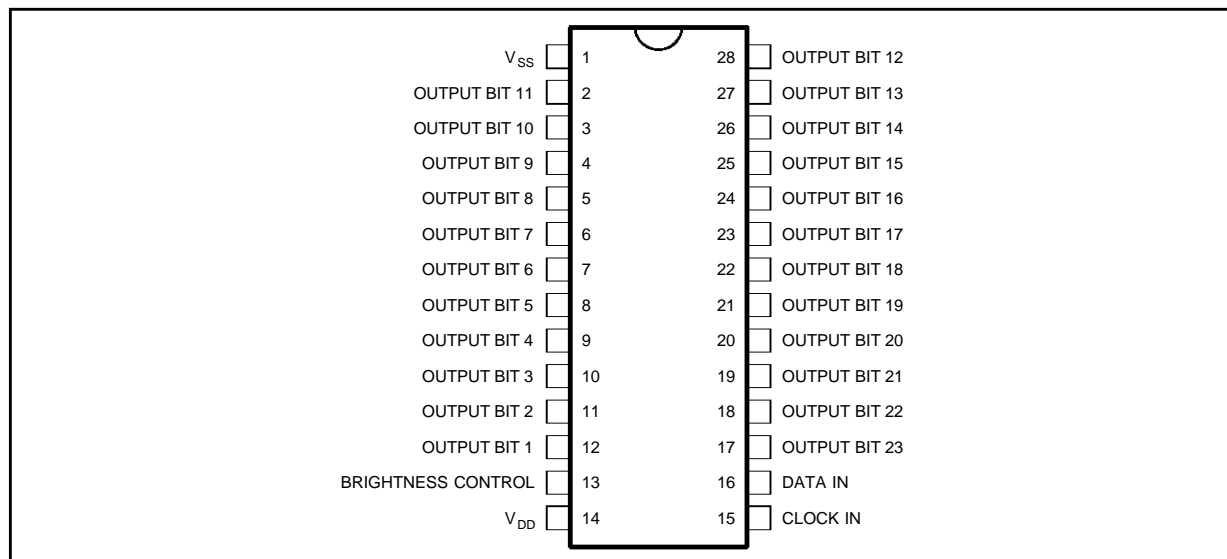 V_SS 1 28 OUTPUT BIT 12
OUTPUT BIT 11 2 27 OUTPUT BIT 13
OUTPUT BIT 10 3 26 OUTPUT BIT 14
OUTPUT BIT 9 4 25 OUTPUT BIT 15
OUTPUT BIT 8 5 24 OUTPUT BIT 16
OUTPUT BIT 7 6 23 OUTPUT BIT 17
OUTPUT BIT 6 7 22 OUTPUT BIT 18
OUTPUT BIT 5 8 21 OUTPUT BIT 19
OUTPUT BIT 4 9 20 OUTPUT BIT 20
OUTPUT BIT 3 10 19 OUTPUT BIT 21
OUTPUT BIT 2 11 18 OUTPUT BIT 22
OUTPUT BIT 1 12 17 OUTPUT BIT 23
BRIGHTNESS CONTROL 13 16 DATA IN
V_DD 14 15 CLOCK IN